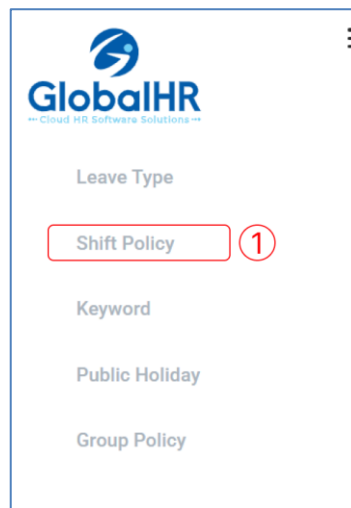 GlobalHR
Cloud HR Software Solutions
Leave Type
Shift Policy 1
Keyword
Public Holiday
Group Policy